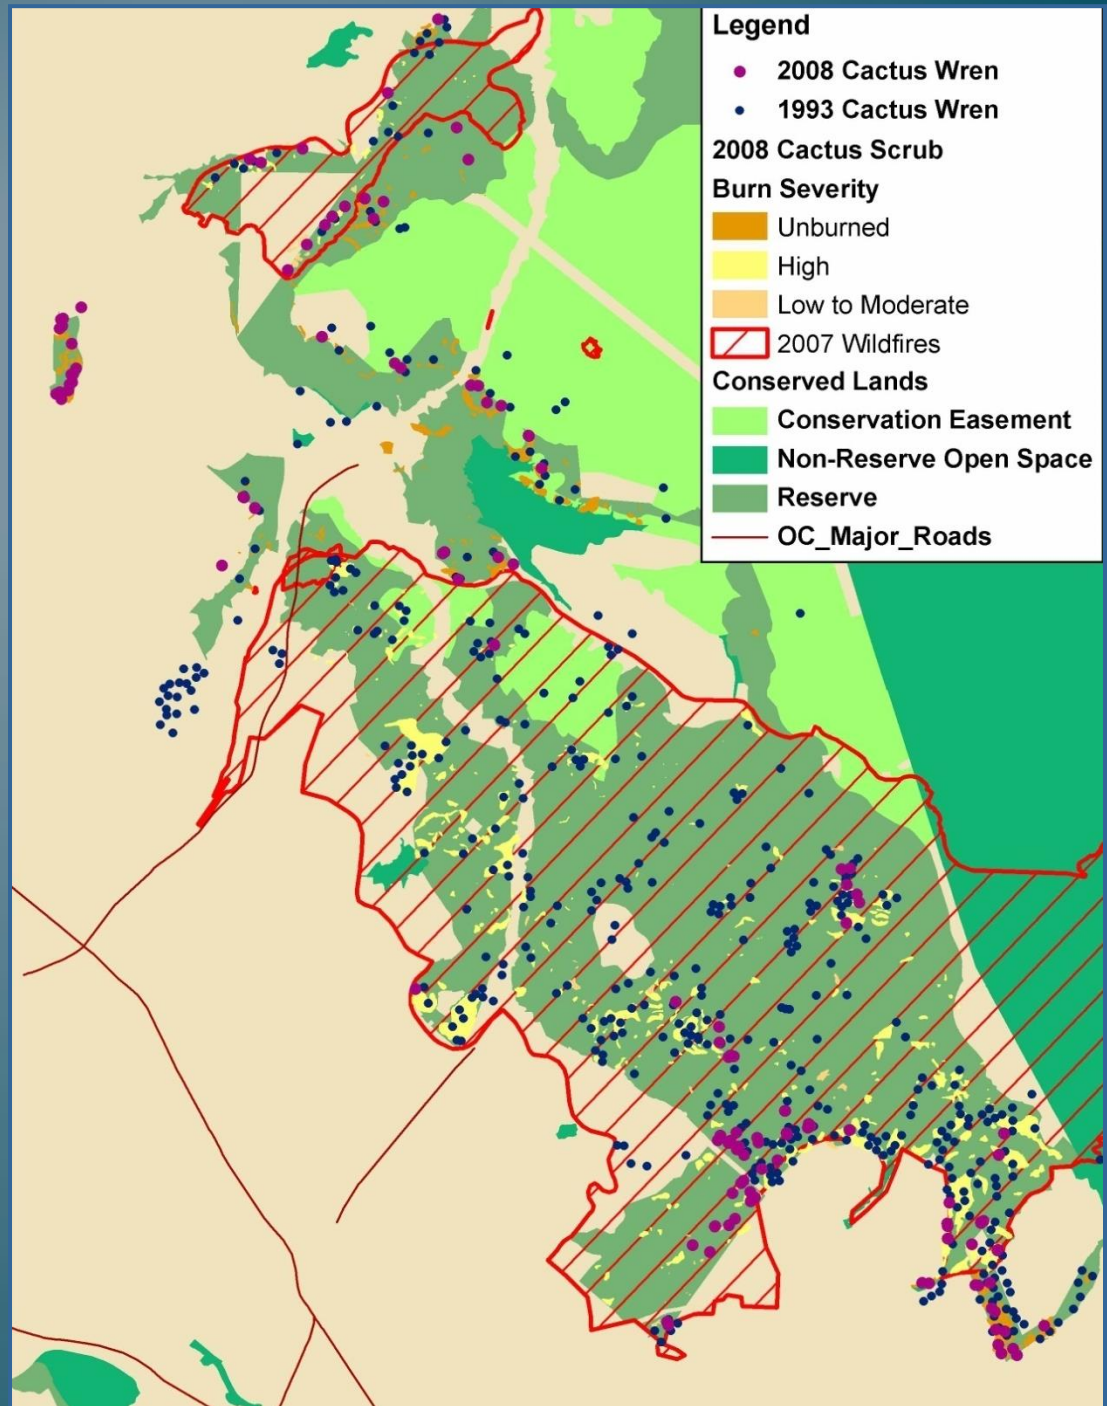 Legend
2008 Cactus Wren
1993 Cactus Wren
2008 Cactus Scrub
Burn Severity
Unburned
High
Low to Moderate
2007 Wildfires
Conserved Lands
Conservation Easement
Non-Reserve Open Space
Reserve
OC_Major_Roads